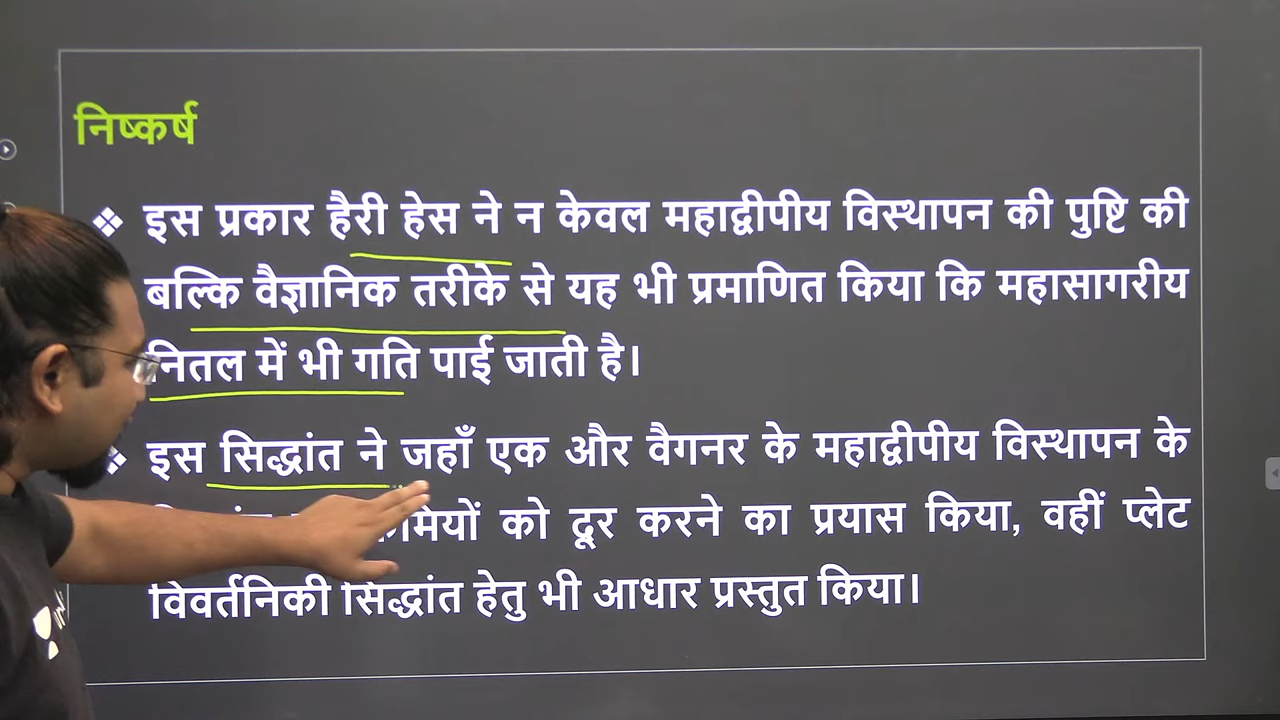 निष्कर्ष
❖ इस प्रकार हैरी हेस ने न केवल महाद्वीपीय विस्थापन की पुष्टि की
बल्कि वैज्ञानिक तरीके से यह भी प्रमाणित किया कि महासागरीय
नितल में भी गति पाई जाती है।
❖ इस सिद्धांत ने जहाँ एक और वैगनर के महाद्वीपीय विस्थापन के
को दूर करने का प्रयास किया, वहीं प्लेट
विवर्तनिकी सिद्धांत हेतु भी आधार प्रस्तुत किया।